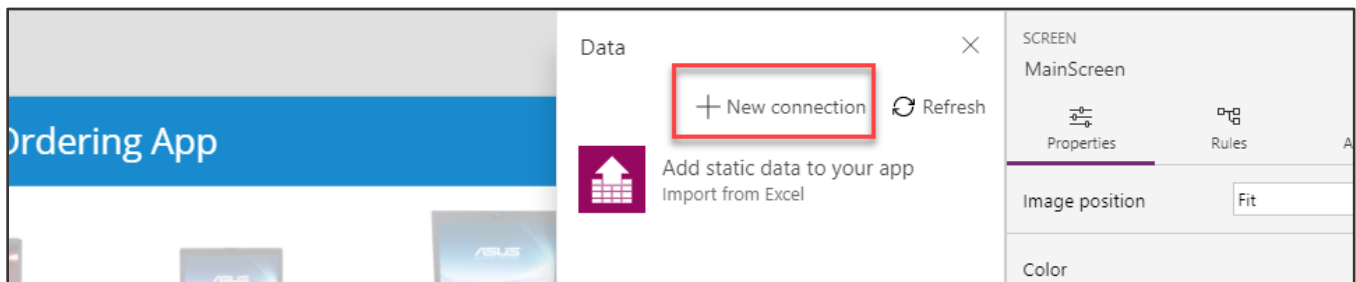 Ordering App
ASUS
Data
New connection
Refresh
Add static data to your app
Import from Excel
SCREEN
MainScreen
Properties
Rules
A
Image position
Fit
Color